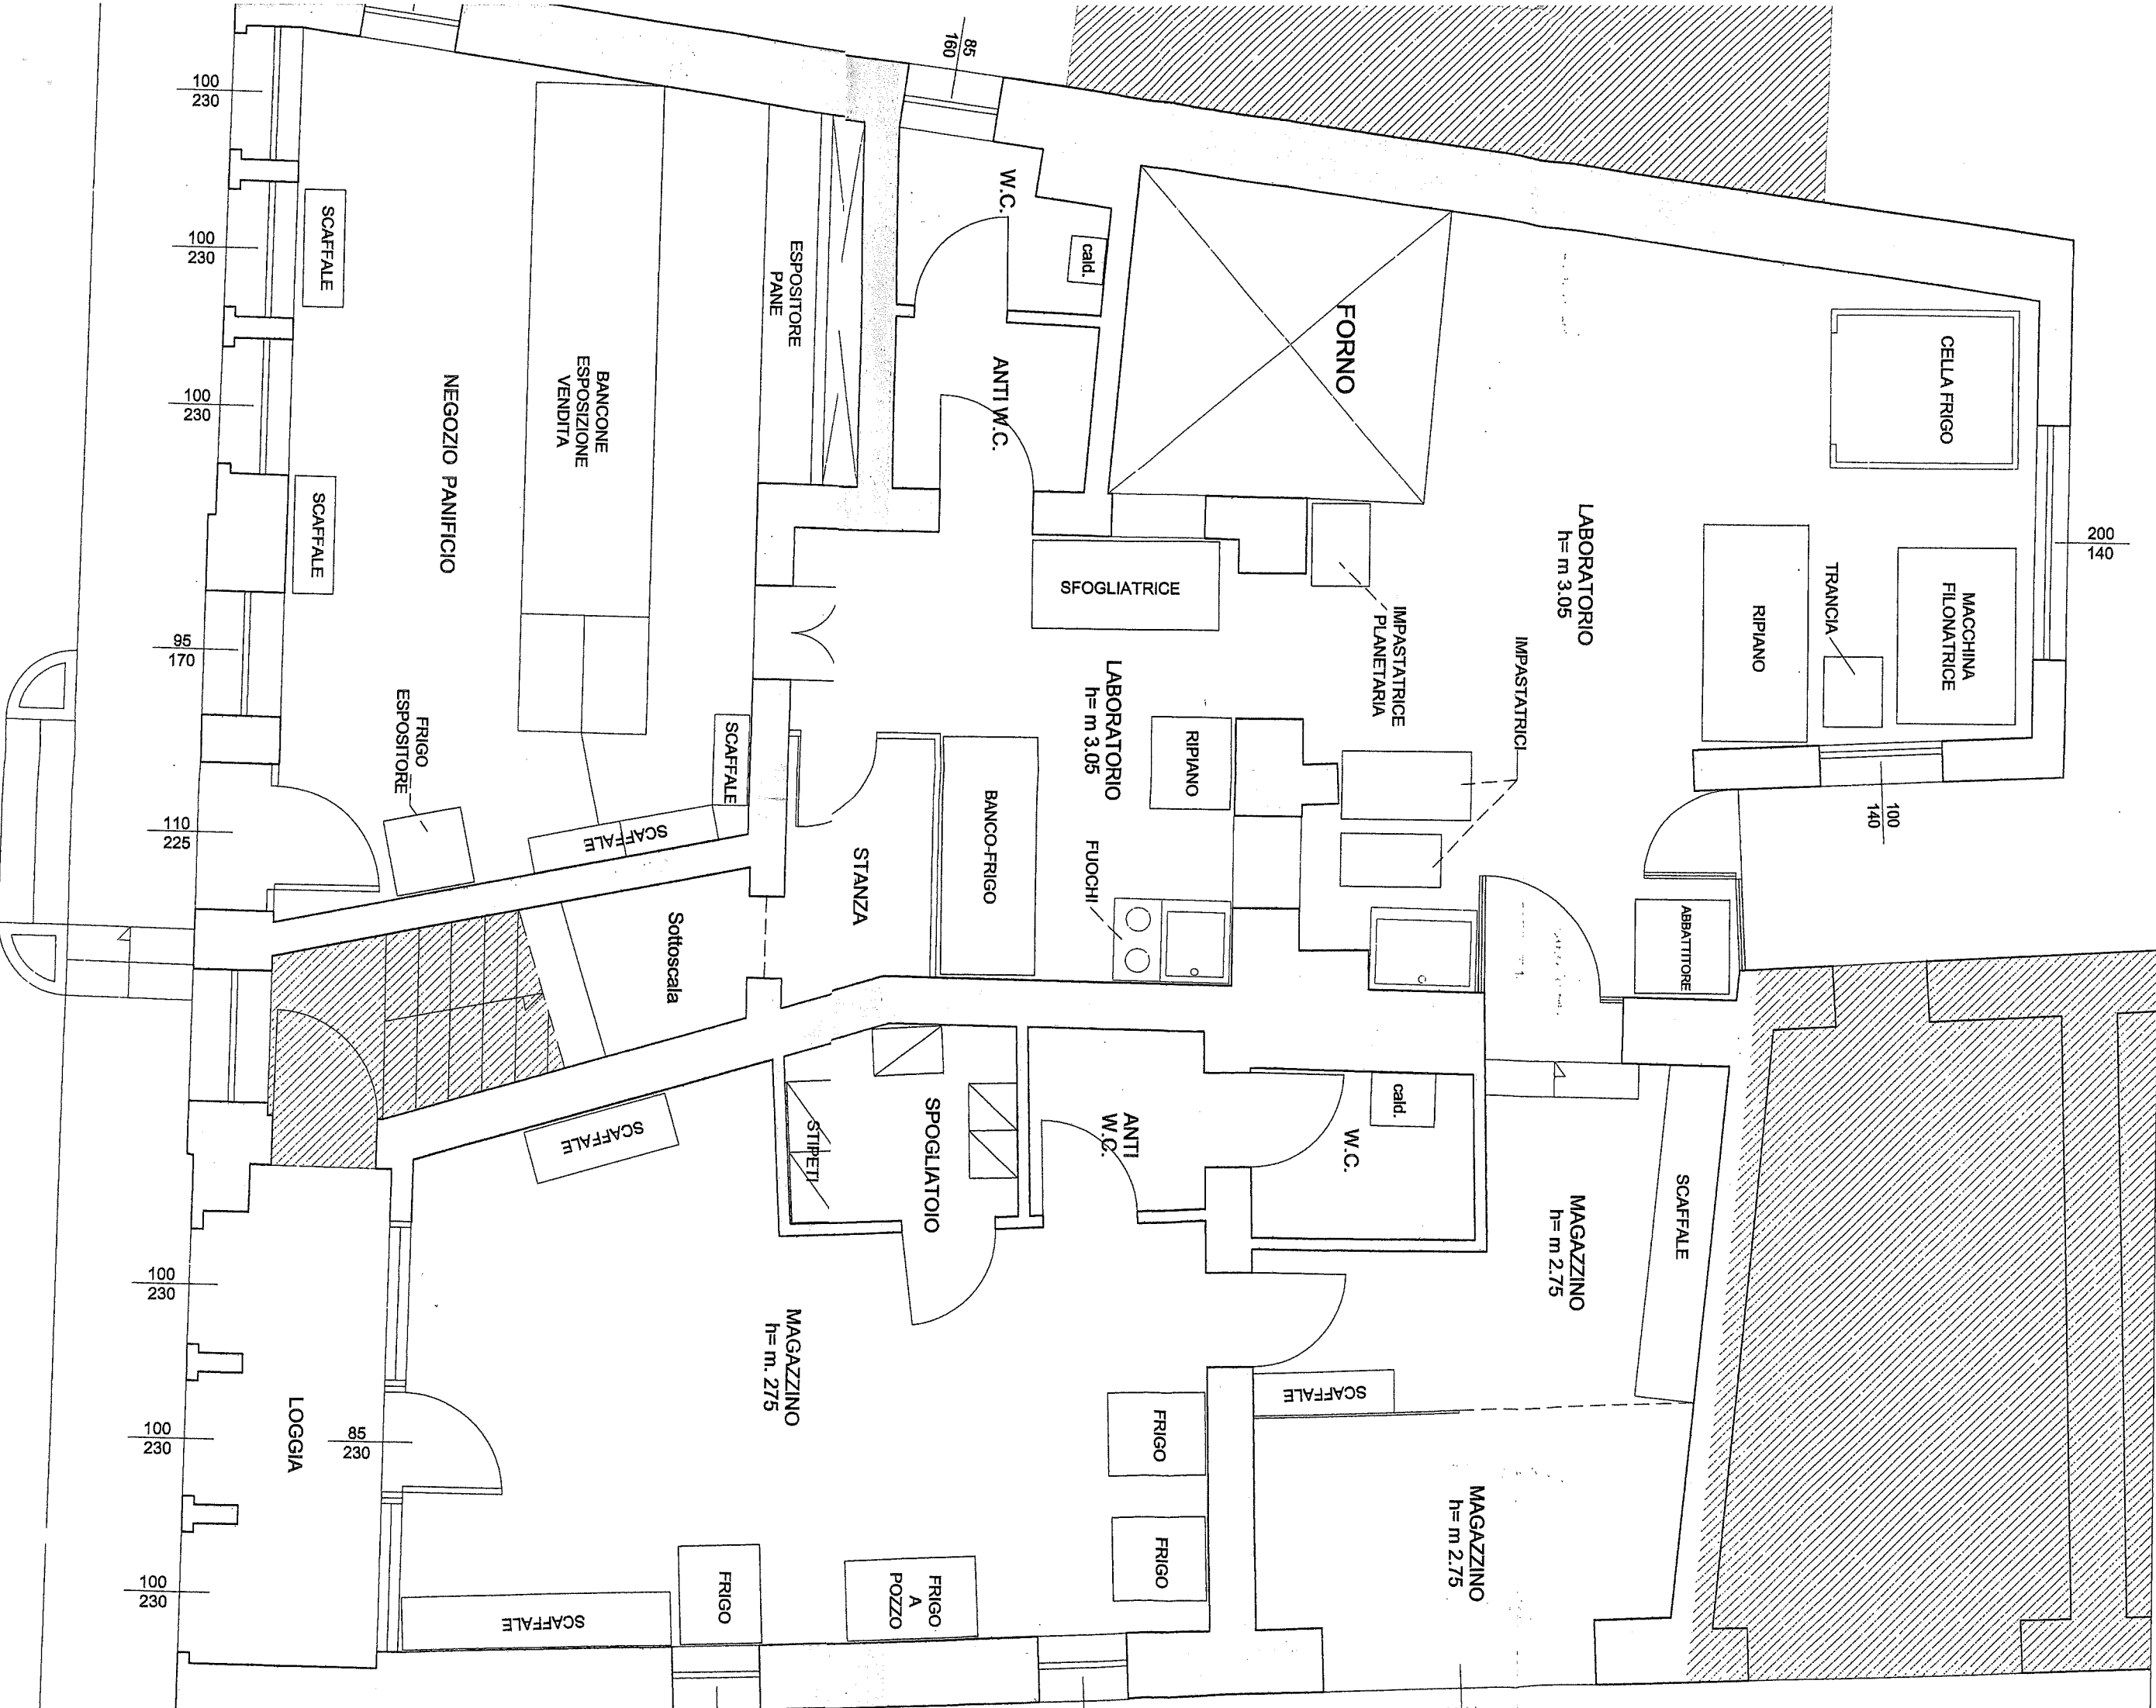 85
160
100
230
100
230
100
230
95
170
110
225
100
230
100
230
100
230
85
230
200
140
100
140
SCAFFALE
SCAFFALE
NEGOZIO PANIFICIO
BANCONE
ESPOSIZIONE
VENDITA
ESPOSITORE
PANE
FRIGO
ESPOSITORE
SCAFFALE
SCAFFALE
W.C.
cald.
ANTI W.C.
FORNO
CELLA FRIGO
LABORATORIO
h= m 3.05
MACCHINA
FILONATRICE
TRANCIA
RIPIANO
SFOGLIATRICE
IMPASTATRICE
PLANETARIA
IMPASTATRICI
LABORATORIO
h= m 3.05
RIPIANO
BANCO-FRIGO
FUOCHI
STANZA
Sottoscala
ABBATTITORE
SCAFFALE
STIPETI
SPOGLIATOIO
ANTI
W.C.
W.C.
cald.
MAGAZZINO
h= m 2.75
SCAFFALE
SCAFFALE
MAGAZZINO
h= m. 275
LOGGIA
FRIGO
FRIGO
MAGAZZINO
h= m 2.75
FRIGO
A
POZZO
FRIGO
SCAFFALE